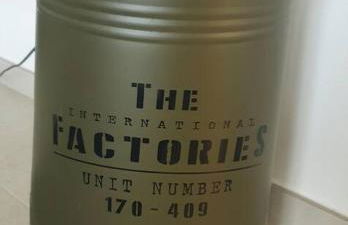 THE
INTERNATIONAL
FACTORIES
UNIT NUMBER
170-409